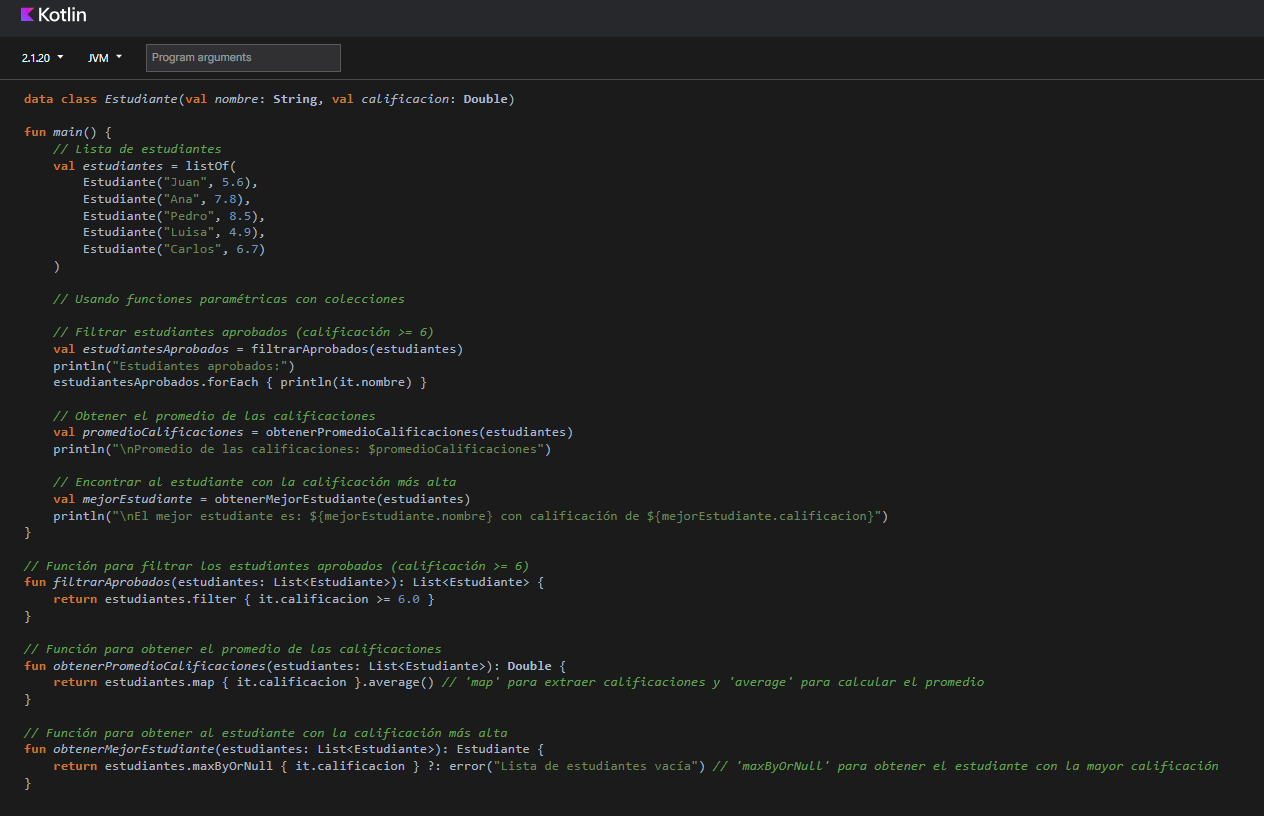 Kotlin
2.1.20 JVM Program arguments
data class Estudiante(val nombre: String, val calificacion: Double)
fun main() {
    // Lista de estudiantes
    val estudiantes = listOf(
        Estudiante("Juan", 5.6),
        Estudiante("Ana", 7.8),
        Estudiante("Pedro", 8.5),
        Estudiante("Luisa", 4.9),
        Estudiante("Carlos", 6.7)
    )
    // Usando funciones paramétricas con colecciones
    // Filtrar estudiantes aprobados (calificación >= 6)
    val estudiantesAprobados = filtrarAprobados(estudiantes)
    println("Estudiantes aprobados:")
    estudiantesAprobados.forEach { println(it.nombre) }
    // Obtener el promedio de las calificaciones
    val promedioCalificaciones = obtenerPromedioCalificaciones(estudiantes)
    println("\nPromedio de las calificaciones: $promedioCalificaciones")
    // Encontrar al estudiante con la calificación más alta
    val mejorEstudiante = obtenerMejorEstudiante(estudiantes)
    println("\nEl mejor estudiante es: ${mejorEstudiante.nombre} con calificación de ${mejorEstudiante.calificacion}")
}
// Función para filtrar los estudiantes aprobados (calificación >= 6)
fun filtrarAprobados(estudiantes: List<Estudiante>): List<Estudiante> {
    return estudiantes.filter { it.calificacion >= 6.0 }
}
// Función para obtener el promedio de las calificaciones
fun obtenerPromedioCalificaciones(estudiantes: List<Estudiante>): Double {
    return estudiantes.map { it.calificacion }.average() // 'map' para extraer calificaciones y 'average' para calcular el promedio
}
// Función para obtener al estudiante con la calificación más alta
fun obtenerMejorEstudiante(estudiantes: List<Estudiante>): Estudiante {
    return estudiantes.maxByOrNull { it.calificacion } ?: error("Lista de estudiantes vacía") // 'maxByOrNull' para obtener el estudiante con la mayor calificación
}